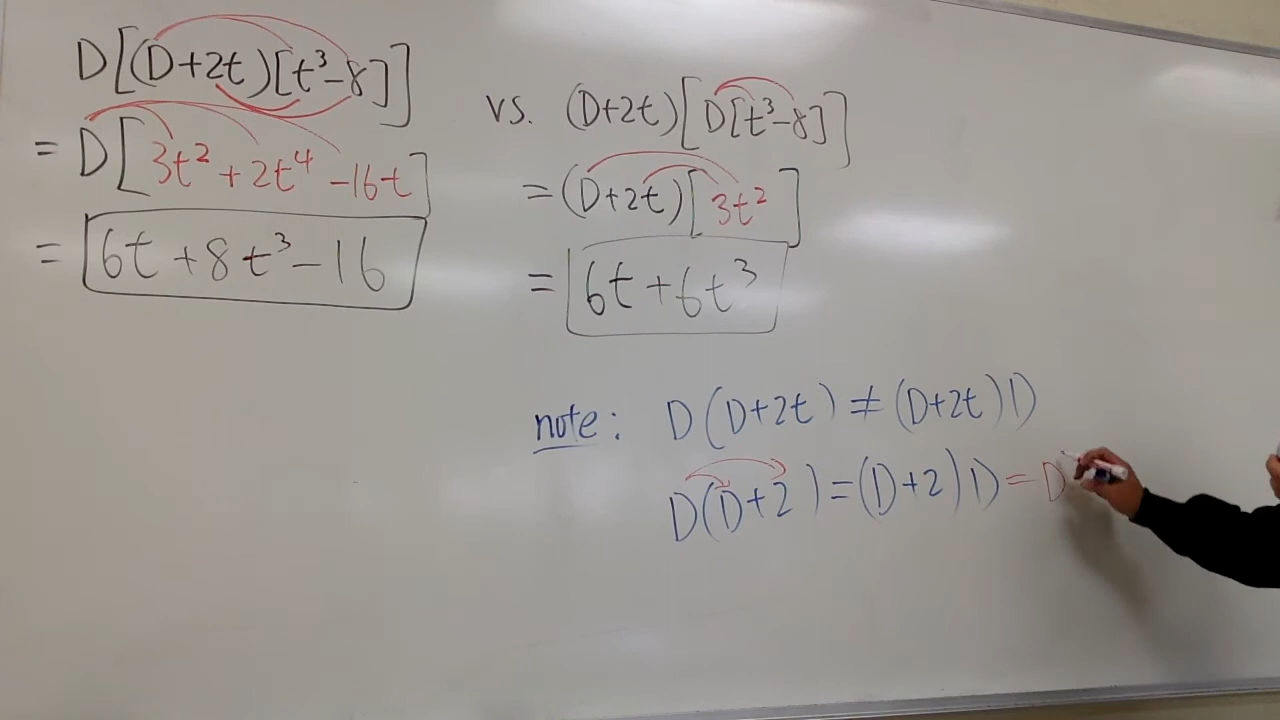 D[(D+2t)[t³-8]]
= D[3t²+2t⁴-16t]
= 6t+8t³-16
vs. (D+2t)[D[t³-8]]
= (D+2t)[3t²]
= 6t+6t³
note: D(D+2t) ≠ (D+2t)D
D(D+2) = (D+2)D = D